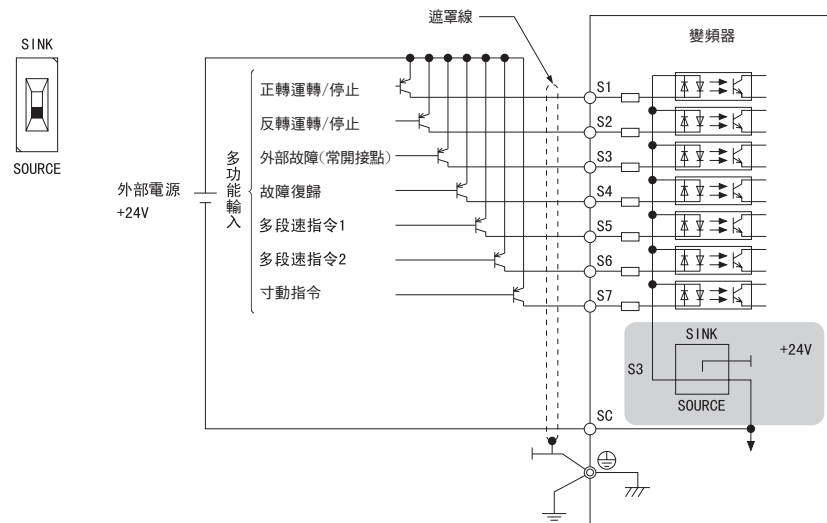 遮罩線
變頻器
SINK
SOURCE
外部電源
+24V
多功能輸入
正轉運轉/停止
反轉運轉/停止
外部故障(常開接點)
故障復歸
多段速指令1
多段速指令2
寸動指令
S1
S2
S3
S4
S5
S6
S7
SINK
+24V
S3
SOURCE
SC